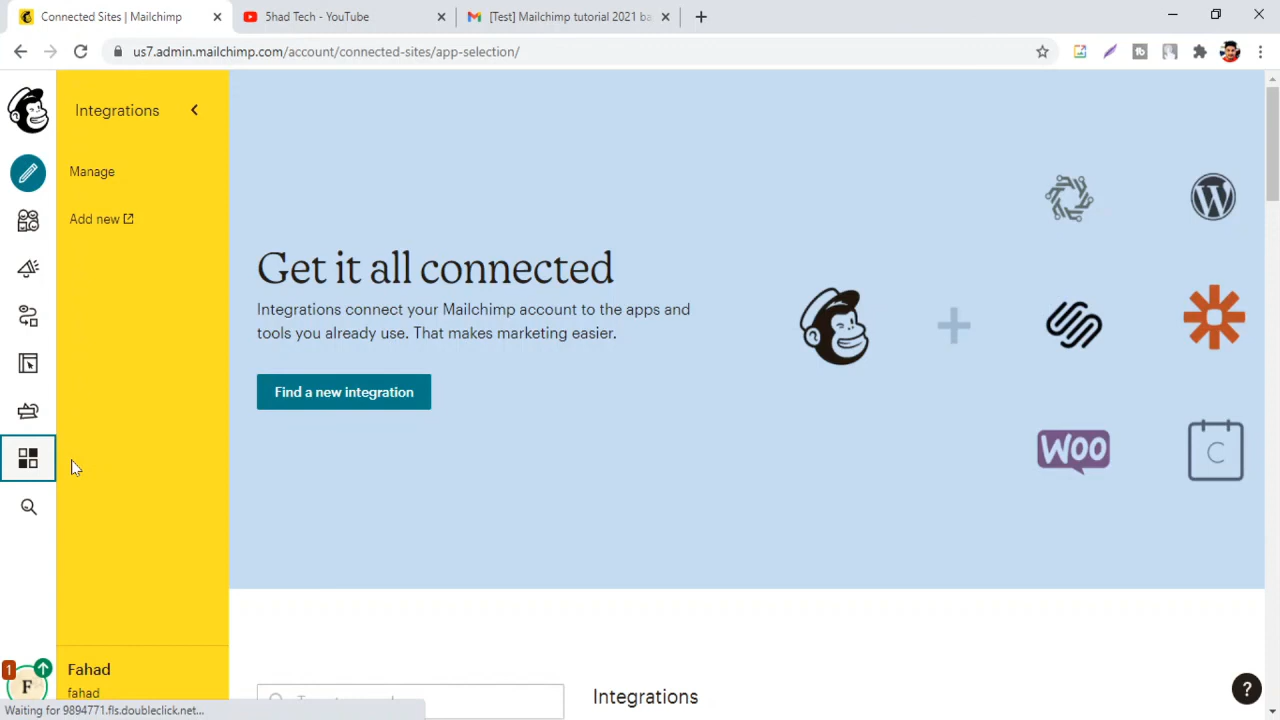 Connected Sites | Mailchimp
5had Tech - YouTube
[Test] Mailchimp tutorial 2021 ba
us7.admin.mailchimp.com/account/connected-sites/app-selection/
Integrations
Manage
Add new
Get it all connected
Integrations connect your Mailchimp account to the apps and
tools you already use. That makes marketing easier.
Find a new integration
WOO
C
Integrations
Fahad
fahad
1
F
?
Waiting for 9894771.fls.doubleclick.net...